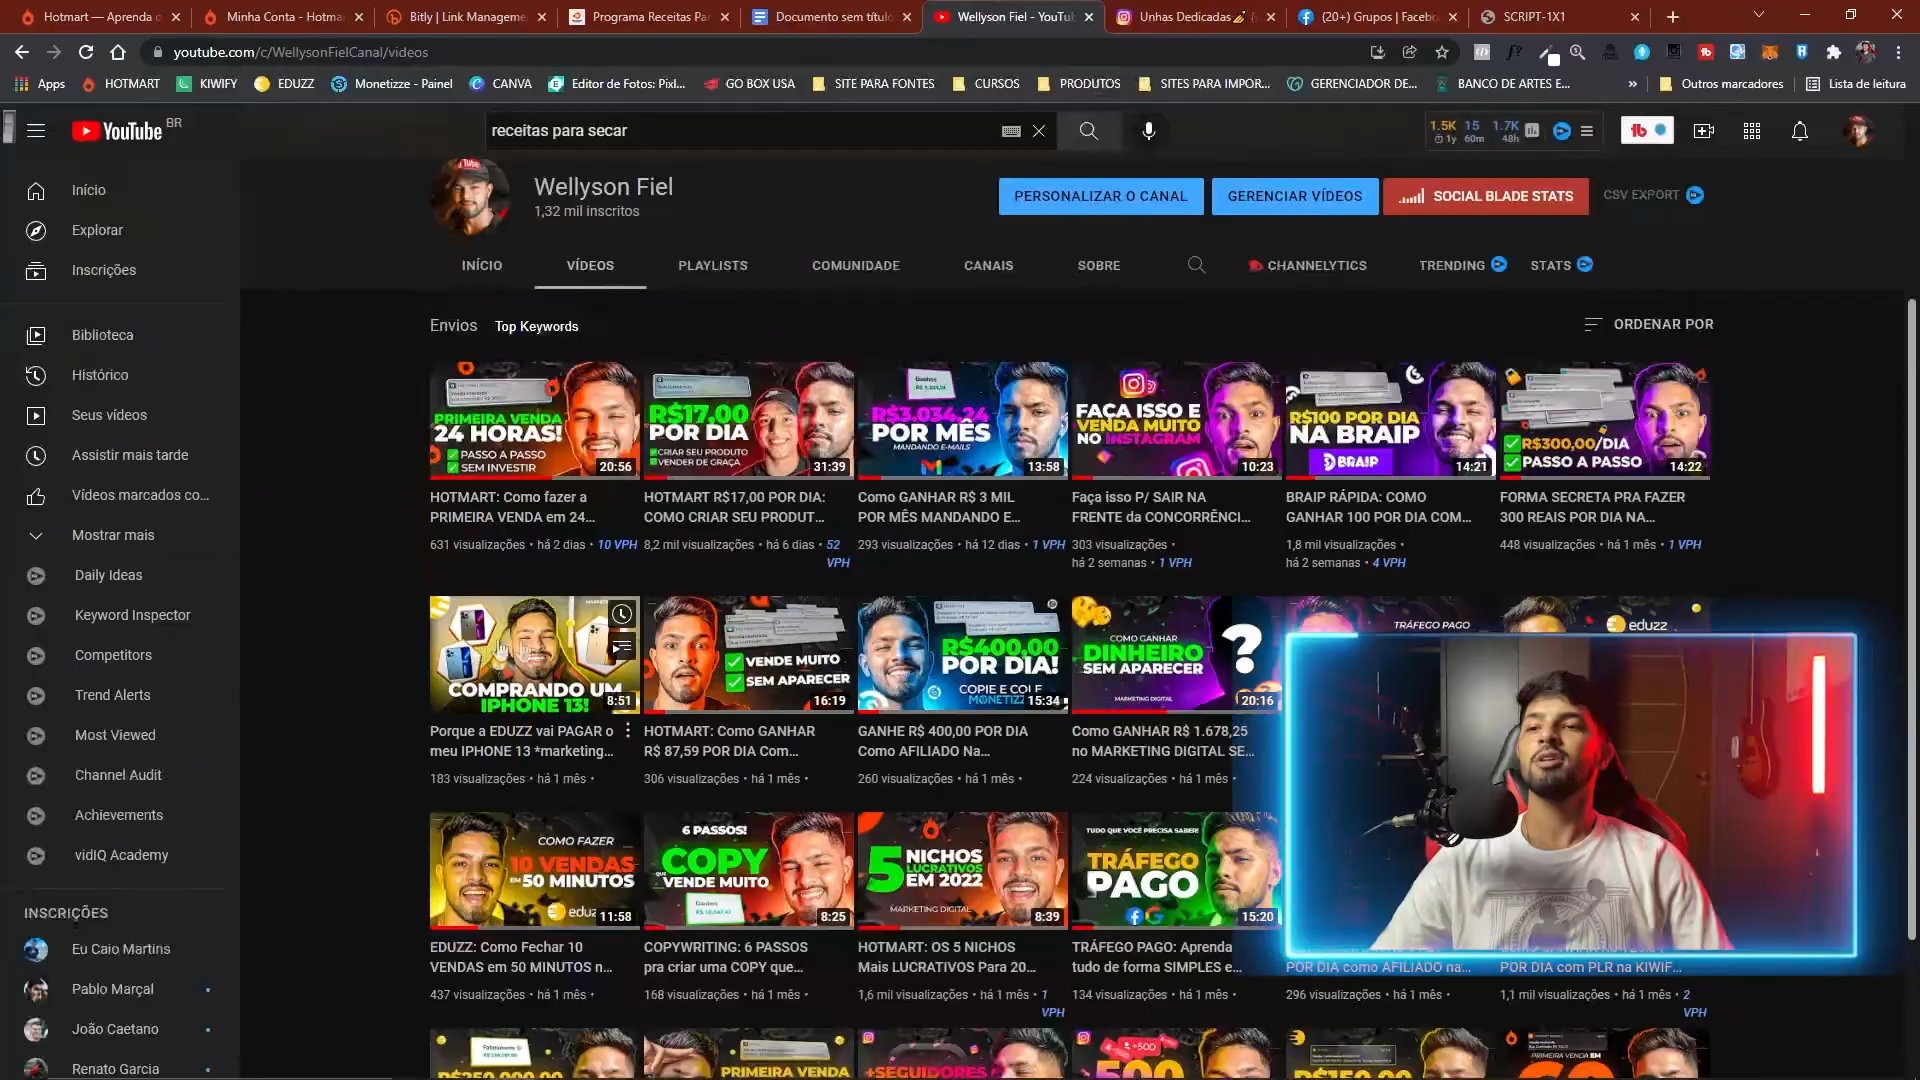 Hotmart — Aprenda o
Minha Conta - Hotma
Bitly | Link Manageme
Programa Receitas Pa
Documento sem título
Wellyson Fiel - YouTub
Unhas Dedicadas
(20+) Grupos | Facebo
SCRIPT-1X1
youtube.com/c/WellysonFielCanal/videos
Apps
HOTMART
KIWIFY
EDUZZ
Monetizze - Painel
CANVA
Editor de Fotos: Pixl...
GO BOX USA
SITE PARA FONTES
CURSOS
PRODUTOS
SITES PARA IMPOR...
GERENCIADOR DE...
BANCO DE ARTES E...
»
Outros marcadores
Lista de leitura
YouTube BR
receitas para secar
1.5K 15 1.7K
1y 60m 48h
tb
Início
Explorar
Inscrições
Biblioteca
Histórico
Seus vídeos
Assistir mais tarde
Vídeos marcados co...
Mostrar mais
Daily Ideas
Keyword Inspector
Competitors
Trend Alerts
Most Viewed
Channel Audit
Achievements
vidIQ Academy
INSCRIÇÕES
Eu Caio Martins
Pablo Marçal
João Caetano
Renato Garcia
Wellyson Fiel
1,32 mil inscritos
PERSONALIZAR O CANAL
GERENCIAR VÍDEOS
SOCIAL BLADE STATS
CSV EXPORT
INÍCIO
VÍDEOS
PLAYLISTS
COMUNIDADE
CANAIS
SOBRE
CHANNELYTICS
TRENDING
STATS
Envios
Top Keywords
ORDENAR POR
PRIMEIRA VENDA
24 HORAS!
PASSO A PASSO
SEM INVESTIR
20:56
HOTMART: Como fazer a
PRIMEIRA VENDA em 24...
631 visualizações • há 2 dias • 10 VPH
R$17,00
POR DIA
CRIAR SEU PRODUTO
VENDER DE GRAÇA
31:39
HOTMART R$17,00 POR DIA:
COMO CRIAR SEU PRODUT...
8,2 mil visualizações • há 6 dias • 52
VPH
Ganhos
R$3.034,24
POR MÊS
MANDANDO E-MAILS
13:58
Como GANHAR R$ 3 MIL
POR MÊS MANDANDO E...
293 visualizações • há 12 dias • 1 VPH
FAÇA ISSO E
VENDA MUITO
NO INSTAGRAM
10:23
Faça isso P/ SAIR NA
FRENTE da CONCORRÊNCI...
303 visualizações •
há 2 semanas • 1 VPH
R$100 POR DIA
NA BRAIP
BRAIP
14:21
BRAIP RÁPIDA: COMO
GANHAR 100 POR DIA COM...
1,8 mil visualizações •
há 2 semanas • 4 VPH
R$300,00/DIA
PASSO A PASSO
14:22
FORMA SECRETA PRA FAZER
300 REAIS POR DIA NA...
448 visualizações • há 1 mês • 1 VPH
COMPRANDO UM
IPHONE 13!
8:51
Porque a EDUZZ vai PAGAR o
meu IPHONE 13 *marketing...
183 visualizações • há 1 mês •
VENDE MUITO
SEM APARECER
16:19
HOTMART: Como GANHAR
R$ 87,59 POR DIA Com...
306 visualizações • há 1 mês •
R$400,00
POR DIA!
COPIE E COLE
MONETIZZ
15:34
GANHE R$ 400,00 POR DIA
Como AFILIADO Na...
260 visualizações • há 1 mês •
COMO GANHAR
DINHEIRO
SEM APARECER
MARKETING DIGITAL
?
20:16
Como GANHAR R$ 1.678,25
no MARKETING DIGITAL SE...
224 visualizações • há 1 mês •
TRÁFEGO PAGO
eduzz
COMO FAZER
10 VENDAS
EM 50 MINUTOS
eduz
11:58
EDUZZ: Como Fechar 10
VENDAS em 50 MINUTOS n...
437 visualizações • há 1 mês •
6 PASSOS!
COPY
QUE VENDE MUITO
Ganhos
8:25
COPYWRITING: 6 PASSOS
pra criar uma COPY que...
168 visualizações • há 1 mês •
5 NICHOS
LUCRATIVOS
EM 2022
MARKETING DIGITAL
8:39
HOTMART: OS 5 NICHOS
Mais LUCRATIVOS Para 20...
1,6 mil visualizações • há 1 mês • 1
VPH
TUDO QUE VOCÊ PRECISA SABER!
TRÁFEGO
PAGO
15:20
TRÁFEGO PAGO: Aprenda
tudo de forma SIMPLES e...
134 visualizações • há 1 mês •
POR DIA como AFILIADO na...
296 visualizações • há 1 mês •
POR DIA com PLR na KIWIF...
1,1 mil visualizações • há 1 mês • 2
VPH
Faturamento
PRIMEIRA VENDA
+SEGUIDORES
+500
500
PRIMEIRA VENDA EM